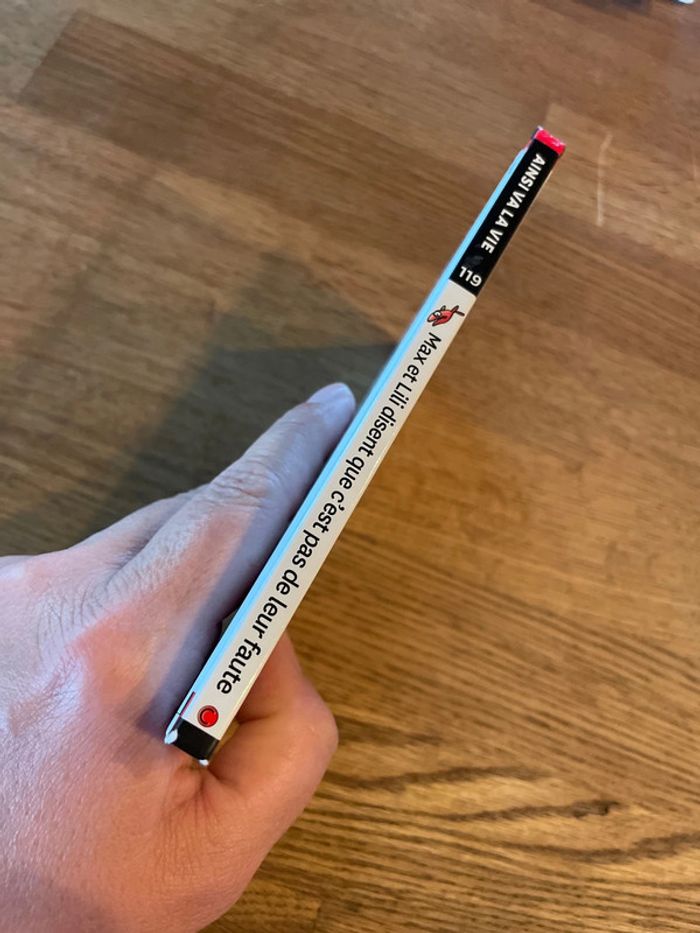 AINSI VA LA VIE
119
Max et Lili disent que c'est pas de leur faute